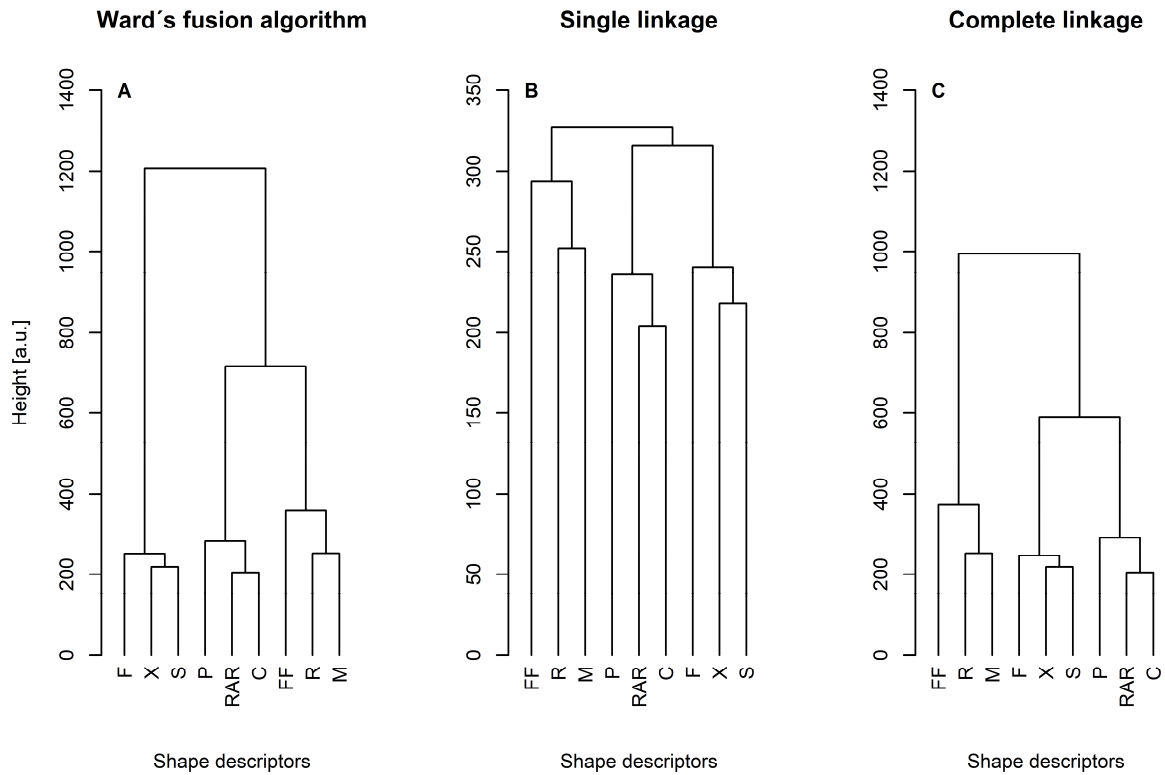 Ward´s fusion algorithm
Single linkage
Complete linkage
A
B
C
Height [a.u.]
1400
1200
1000
800
600
400
200
0
F X S P RAR C FF R M
Shape descriptors
350
300
250
200
150
100
50
0
FF R M P RAR C F X S
Shape descriptors
1400
1200
1000
800
600
400
200
0
FF R M F X S P RAR C
Shape descriptors